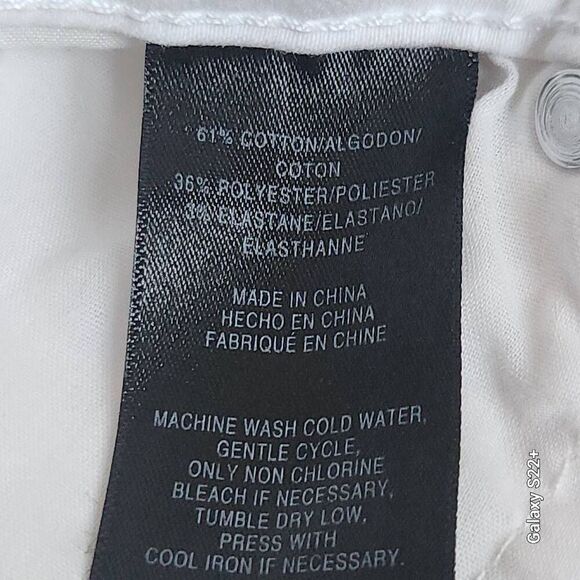 61% COTTON/ALGODON/
COTON
36% POLYESTER/POLIESTER
3% ELASTANE/ELASTANO/
ELASTHANNE
MADE IN CHINA
HECHO EN CHINA
FABRIQUÉ EN CHINE
MACHINE WASH COLD WATER,
GENTLE CYCLE,
ONLY NON CHLORINE
BLEACH IF NECESSARY,
TUMBLE DRY LOW,
PRESS WITH
COOL IRON IF NECESSARY.
Galaxy S22+